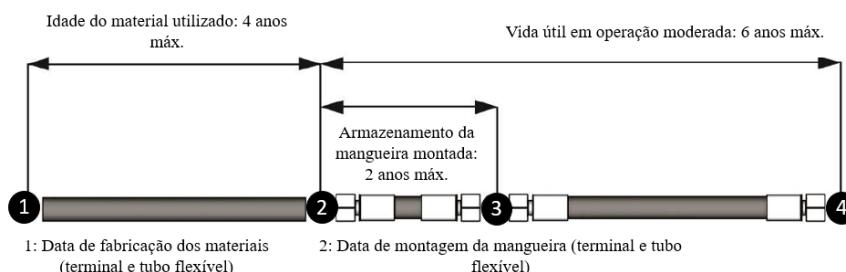 Idade do material utilizado: 4 anos
máx.
Vida útil em operação moderada: 6 anos máx.
Armazenamento da
mangueira montada:
2 anos máx.
1
2
3
4
1: Data de fabricação dos materiais
(terminal e tubo flexível)
2: Data de montagem da mangueira (terminal e tubo
flexível)